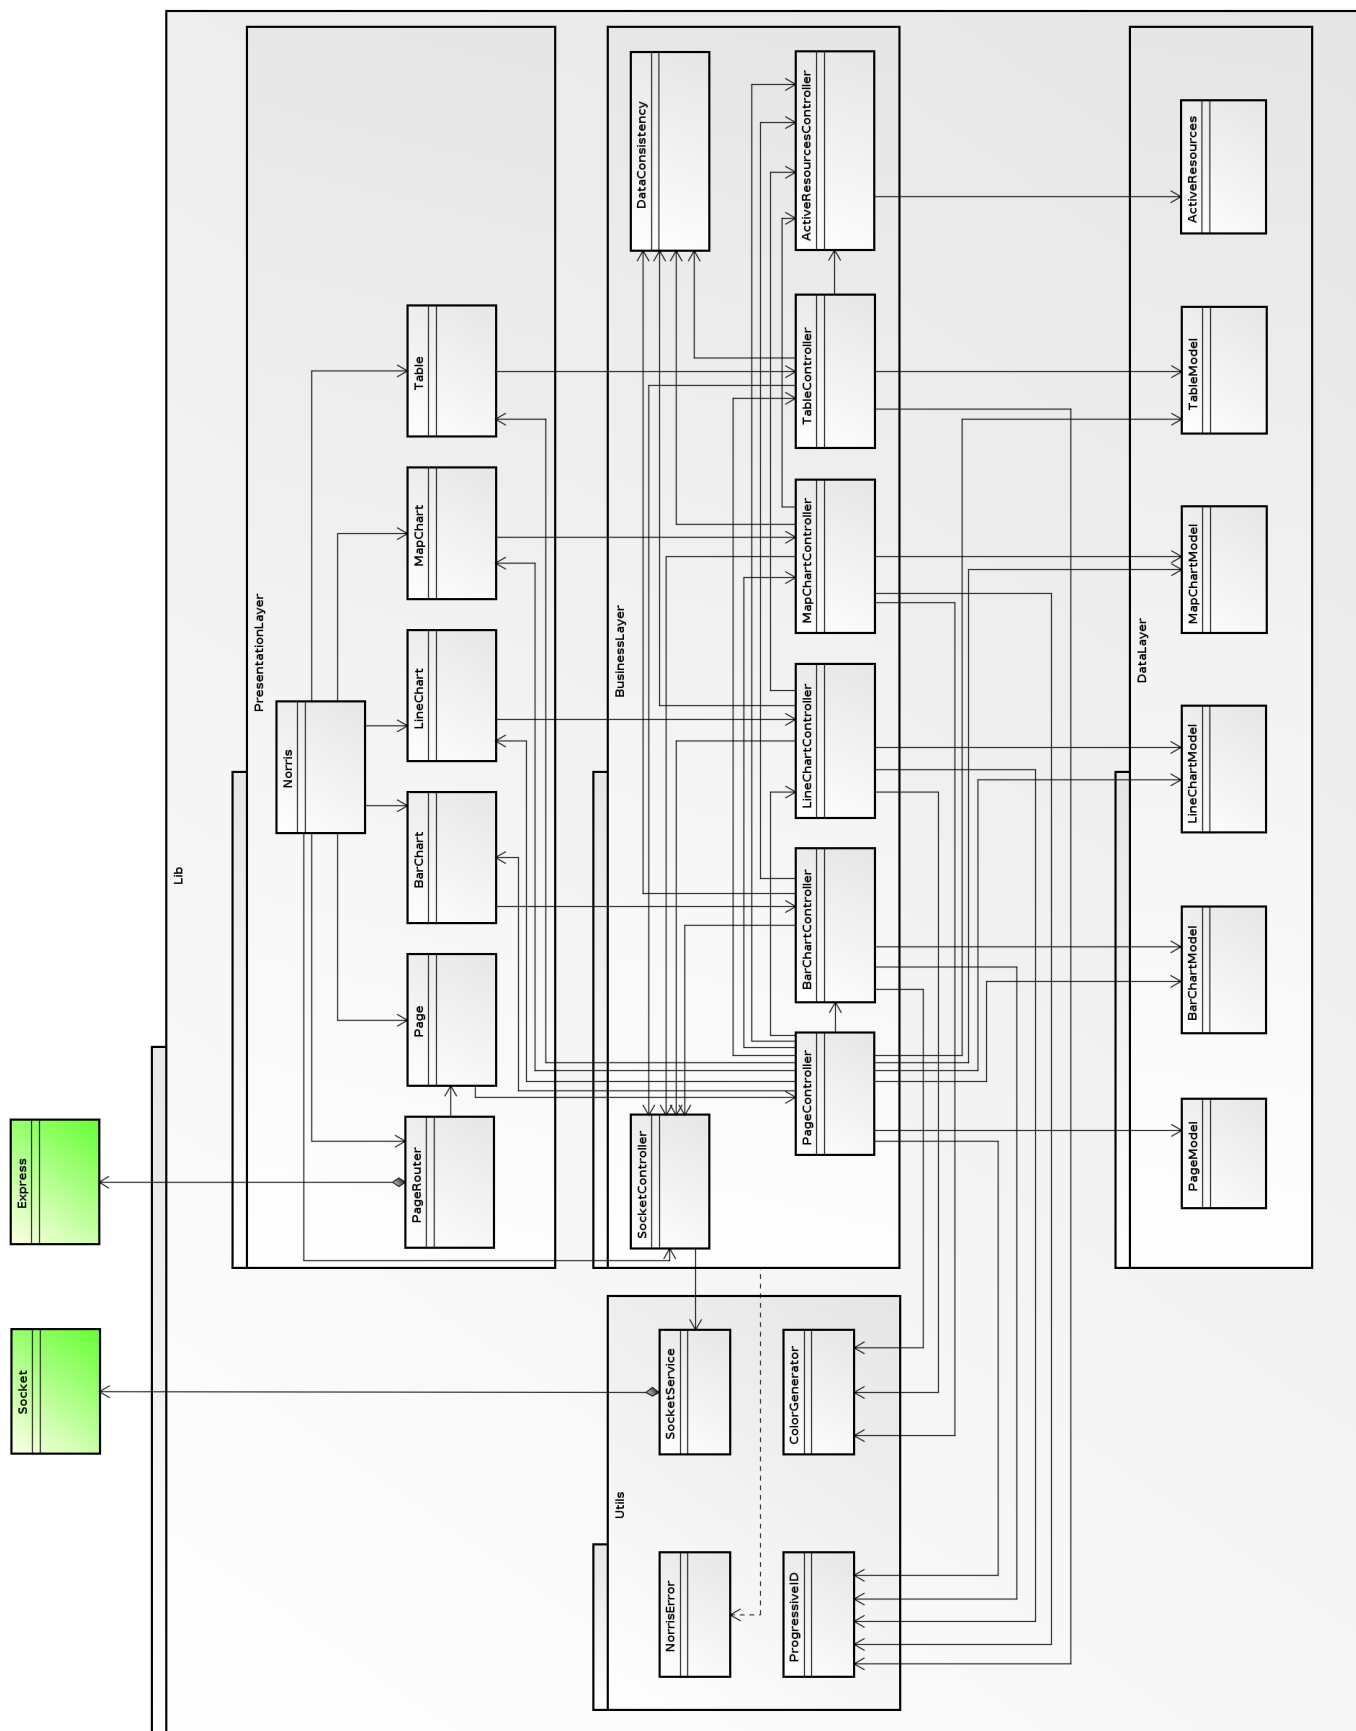 Lib
PresentationLayer
Norris
Table
MapChart
LineChart
BarChart
Page
PageRouter
Express
Socket
BusinessLayer
DataConsistency
SocketController
ActiveResourcesController
TableController
MapChartController
LineChartController
BarChartController
PageController
DataLayer
ActiveResources
TableModel
MapChartModel
LineChartModel
BarChartModel
PageModel
Utils
SocketService
NorrisError
ColorGenerator
ProgressiveID